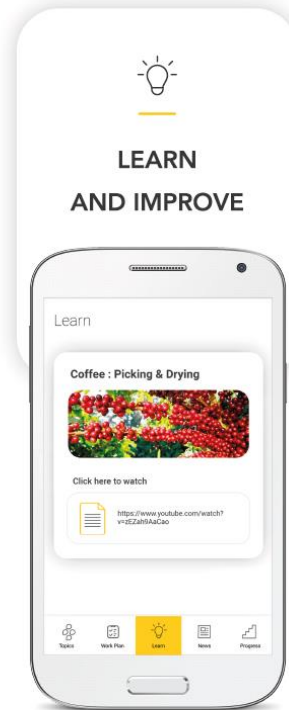 LEARN
AND IMPROVE
Learn
Coffee : Picking & Drying
Click here to watch
https://www.youtube.com/watch?
v=zEZah9AaCao
Topics
Work Plan
Learn
News
Progress